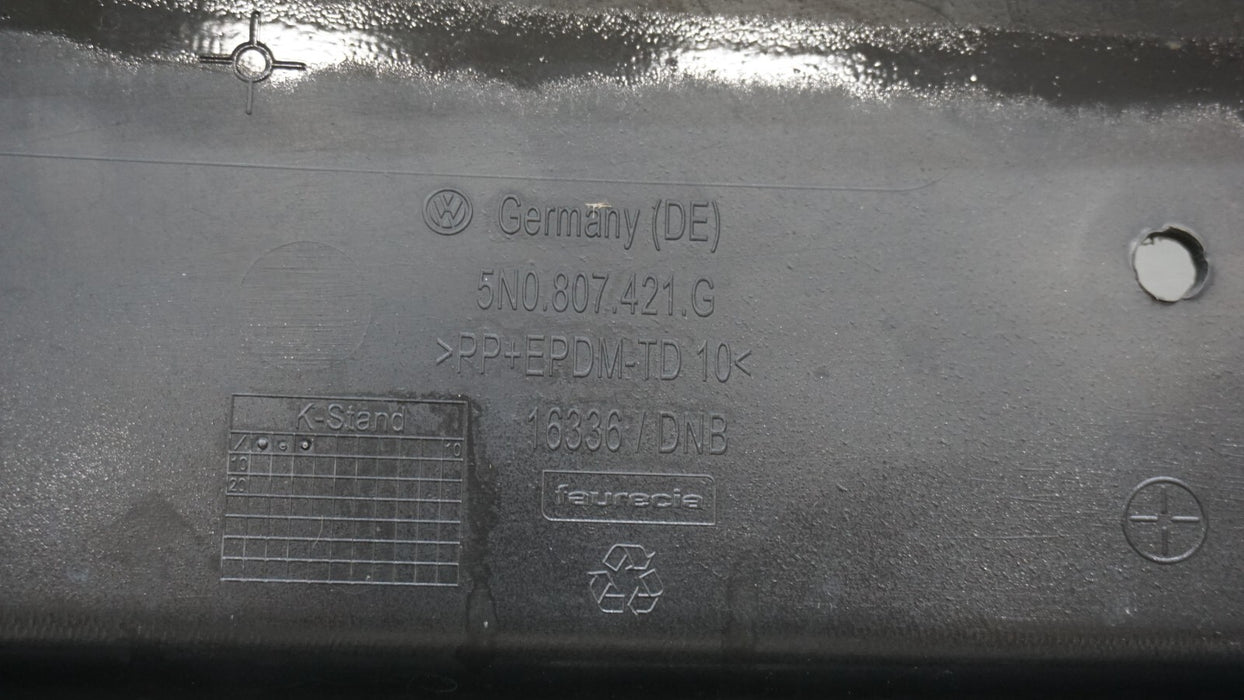 Germany (DE)
5N0.807.421.G
>PP+EPDM-TD 10<
16336 / DNB
faurecia
K-Stand
10
10
20